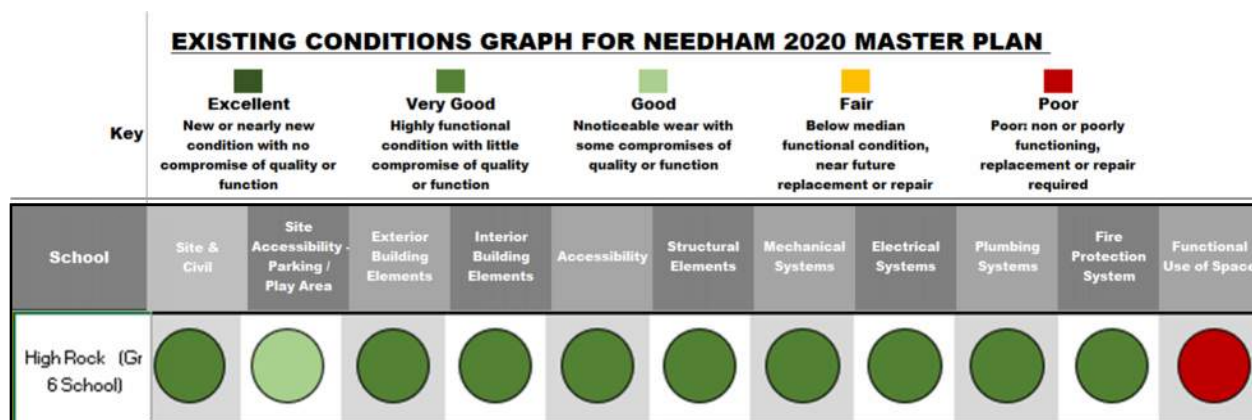 EXISTING CONDITIONS GRAPH FOR NEEDHAM 2020 MASTER PLAN
Key
Excellent
New or nearly new
condition with no
compromise of quality or
function
Very Good
Highly functional
condition with little
compromise of quality
or function
Good
Nnoticeable wear with
some compromises of
quality or function
Fair
Below median
functional condition,
near future
replacement or repair
Poor
Poor: non or poorly
functioning,
replacement or repair
required
School
Site &
Civil
Site
Accessibility -
Parking /
Play Area
Exterior
Building
Elements
Interior
Building
Elements
Accessibility
Structural
Elements
Mechanical
Systems
Electrical
Systems
Plumbing
Systems
Fire
Protection
System
Functional
Use of Space
High Rock (Gr
6 School)